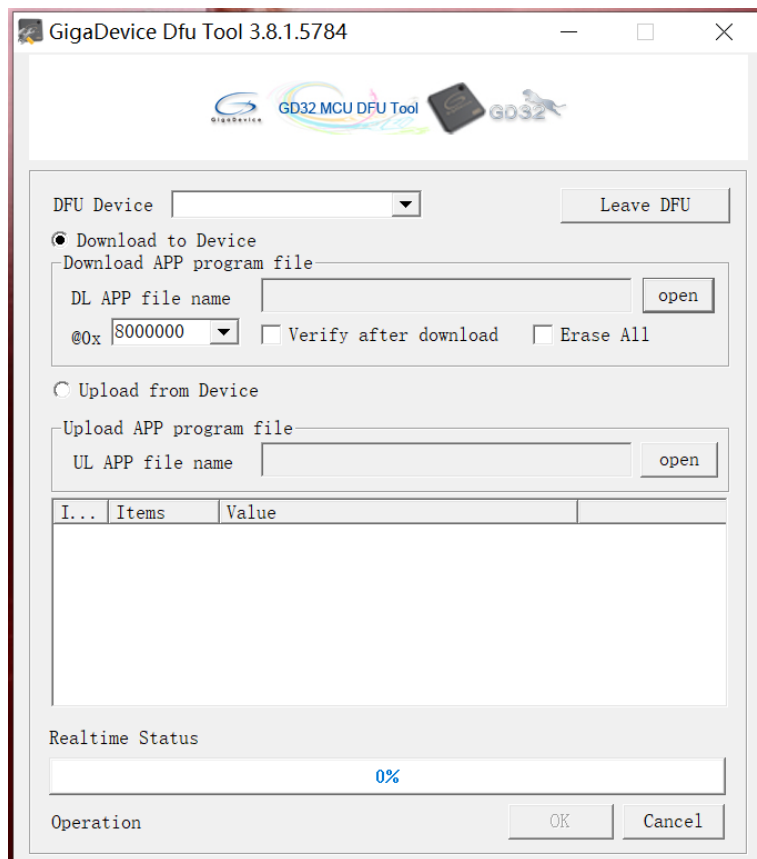 GigaDevice Dfu Tool 3.8.1.5784
GigaDevice
GD32 MCU DFU Tool
GD32
DFU Device
Leave DFU
Download to Device
Download APP program file
DL APP file name
open
@0x
8000000
Verify after download
Erase All
Upload from Device
Upload APP program file
UL APP file name
open
I...
Items
Value
Realtime Status
0%
Operation
OK
Cancel